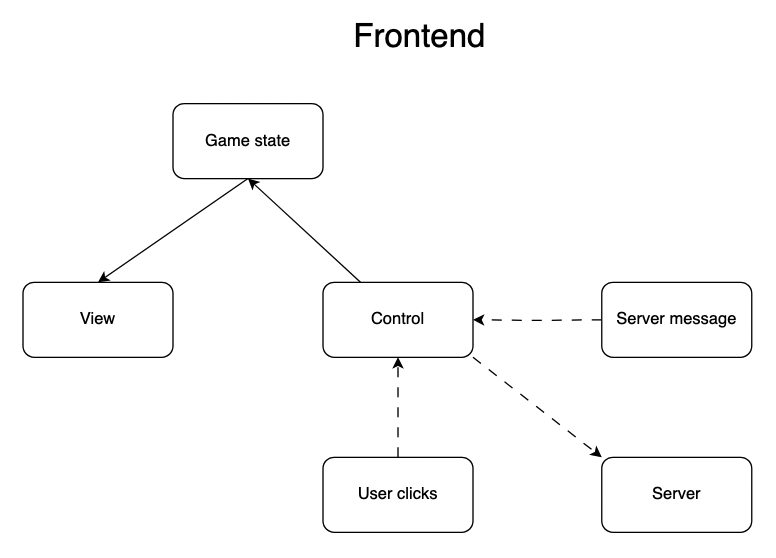 Frontend
Game state
View
Control
Server message
User clicks
Server